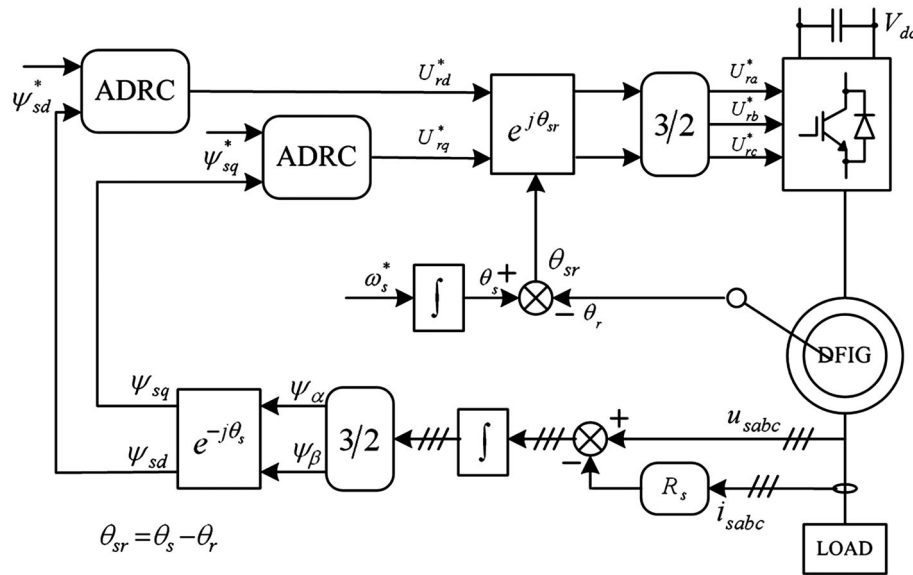 V_dc
ψ*_sd
ADRC
U*_rd
e^{jθ_sr}
3/2
U*_ra
U*_rb
U*_rc
ψ*_sq
ADRC
U*_rq
θ_sr
ω*_s
∫
θ_s
+
−
θ_r
DFIG
ψ_sq
ψ_sd
e^{-jθ_s}
ψ_α
ψ_β
3/2
∫
+
−
u_sabc
R_s
i_sabc
LOAD
θ_sr = θ_s − θ_r